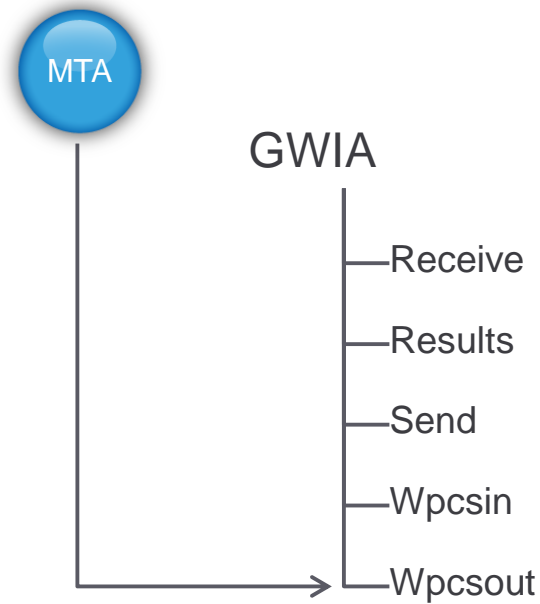 MTA
GWIA
Receive
Results
Send
Wpcsin
Wpcsout